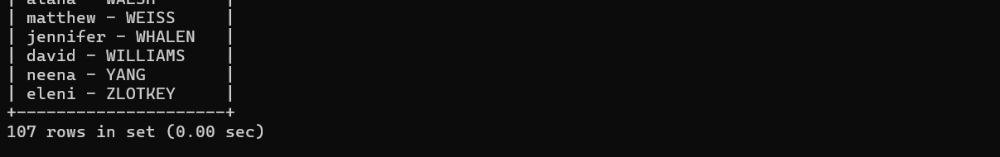 | alana - WALSH |
| matthew - WEISS |
| jennifer - WHALEN |
| david - WILLIAMS |
| neena - YANG |
| eleni - ZLOTKEY |
+---------------------+
107 rows in set (0.00 sec)